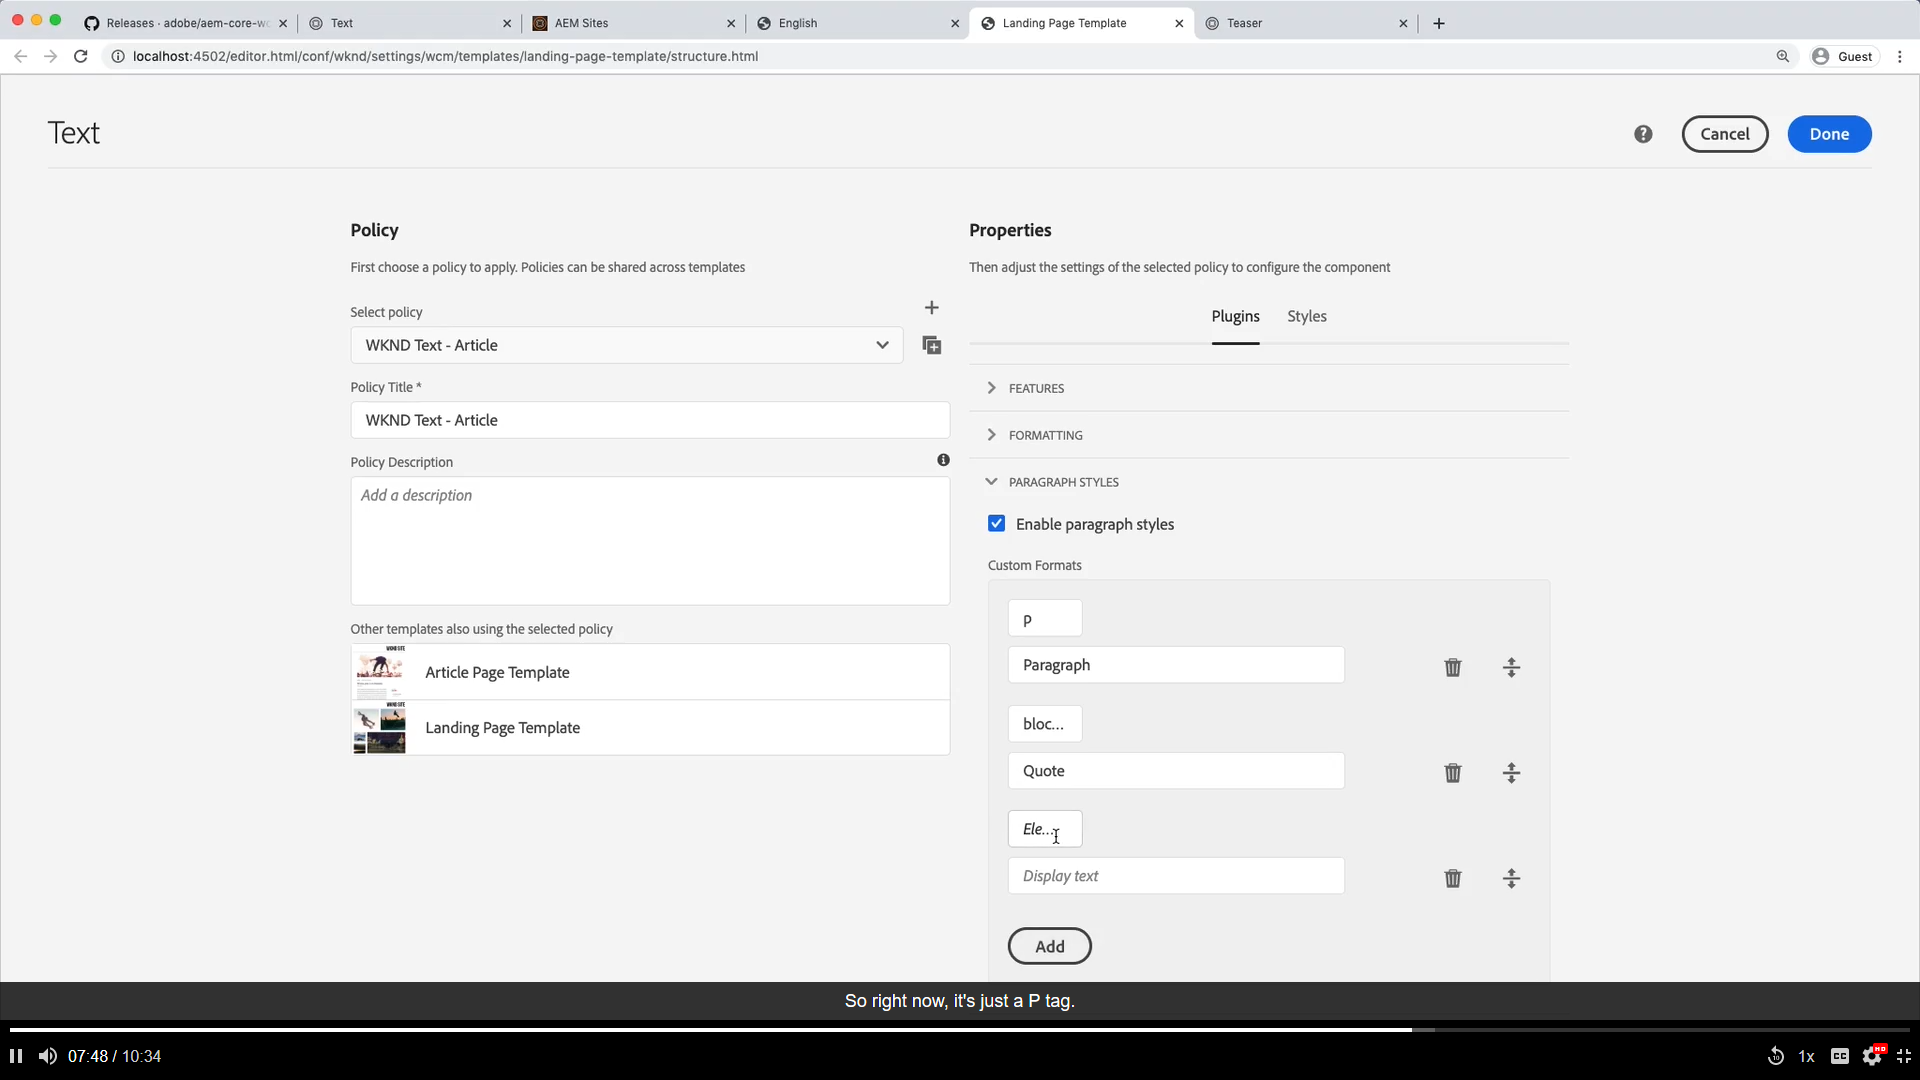 Releases · adobe/aem-core-wc
Text
AEM Sites
English
Landing Page Template
Teaser
localhost:4502/editor.html/conf/wknd/settings/wcm/templates/landing-page-template/structure.html
Guest
Text
Cancel
Done
Policy
First choose a policy to apply. Policies can be shared across templates
Select policy
WKND Text - Article
Policy Title *
WKND Text - Article
Policy Description
Add a description
Other templates also using the selected policy
Article Page Template
Landing Page Template
Properties
Then adjust the settings of the selected policy to configure the component
Plugins
Styles
FEATURES
FORMATTING
PARAGRAPH STYLES
Enable paragraph styles
Custom Formats
p
Paragraph
bloc...
Quote
Ele...
Display text
Add
So right now, it's just a P tag.
07:48 / 10:34
10
1x
CC
HD